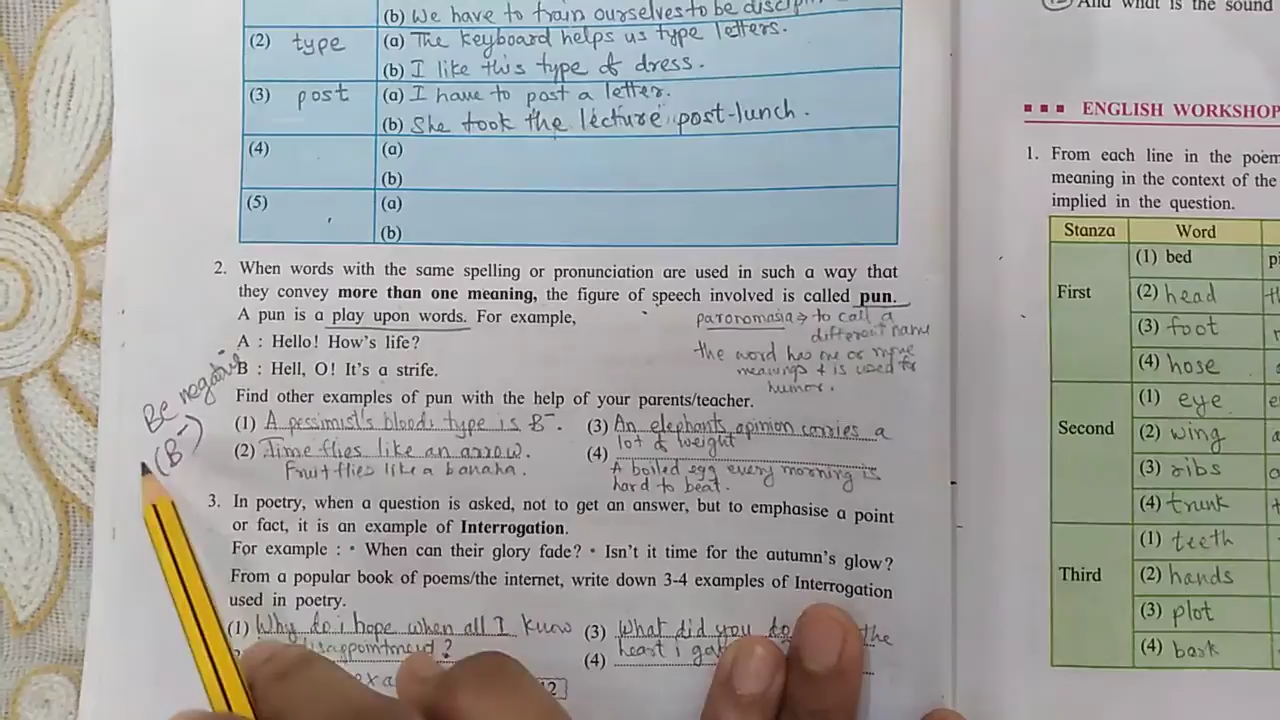 (b) We have to train ourselves to be
(2) type
(a) The keyboard helps us type letters.
(b) I like this type of dress.
(3) post
(a) I have to post a letter.
(b) She took the lecture post-lunch.
(4)
(a)
(b)
(5)
(a)
(b)
2. When words with the same spelling or pronunciation are used in such a way that
they convey more than one meaning, the figure of speech involved is called pun.
A pun is a play upon words. For example,
paronomasia → to call a
different name
the word has one or more
meanings & is used for
humor.
A : Hello! How's life?
B : Hell, O! It's a strife.
Be negative
(B-)
Find other examples of pun with the help of your parents/teacher.
(1) A pessimist's blood type is B-.
(2) Time flies like an arrow.
Fruit flies like a banana.
(3) An elephants opinion carries a
lot of weight
(4)
A boiled egg every morning is
hard to beat.
3. In poetry, when a question is asked, not to get an answer, but to emphasise a point
or fact, it is an example of Interrogation.
For example : • When can their glory fade? • Isn't it time for the autumn's glow?
From a popular book of poems/the internet, write down 3-4 examples of Interrogation
used in poetry.
(1) Why do i hope when all I know
disappointment?
(3) What did you do the
heart i
(4)
12
And what is the sound
ENGLISH WORKSHOP
1. From each line in the poem
meaning in the context of the
implied in the question.
Stanza Word
First
(1) bed
(2) head
(3) foot
(4) hose
Second
(1) eye
(2) wing
(3) ribs
(4) trunk
Third
(1) teeth
(2) hands
(3) plot
(4) bark